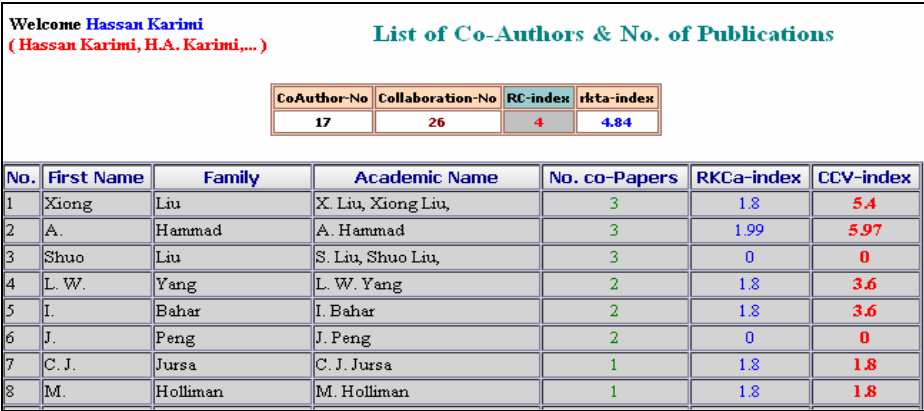 Welcome Hassan Karimi
( Hassan Karimi, H.A. Karimi,... )
List of Co-Authors & No. of Publications
CoAuthor-No Collaboration-No RC-index rkta-index
17 26 4 4.84
No. First Name Family Academic Name No. co-Papers RKCa-index CCV-index
1 Xiong Liu X. Liu, Xiong Liu, 3 1.8 5.4
2 A. Hammad A. Hammad 3 1.99 5.97
3 Shuo Liu S. Liu, Shuo Liu, 3 0 0
4 L. W. Yang L. W. Yang 2 1.8 3.6
5 I. Bahar I. Bahar 2 1.8 3.6
6 J. Peng J. Peng 2 0 0
7 C. J. Jursa C. J. Jursa 1 1.8 1.8
8 M. Holliman M. Holliman 1 1.8 1.8